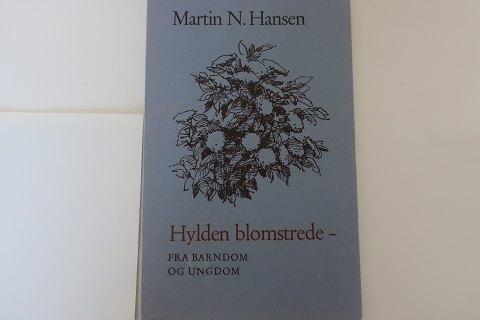 Martin N. Hansen
Hylden blomstrede –
FRA BARNDOM
OG UNGDOM